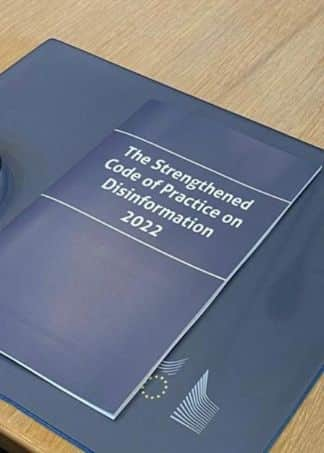 The Strengthened
Code of Practice on
Disinformation
2022